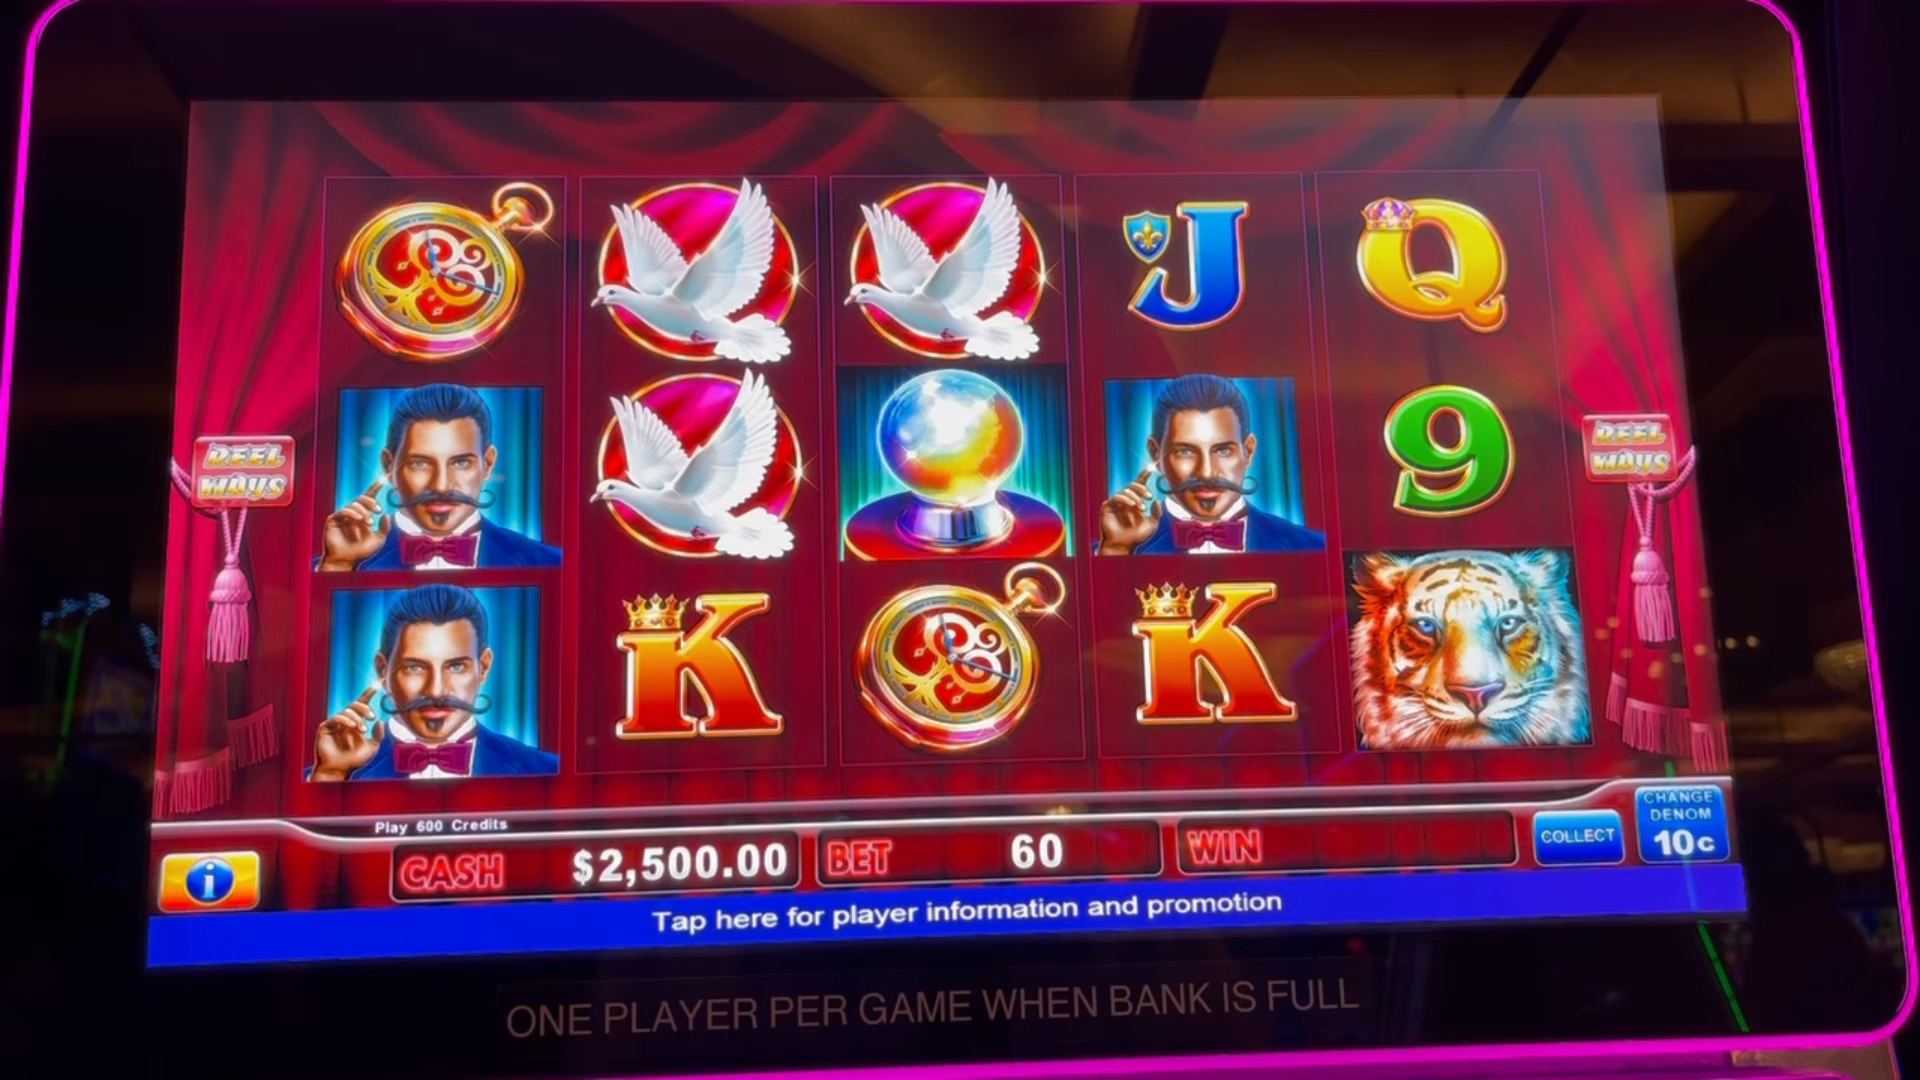 J
Q
9
REEL
WAYS
REEL
WAYS
K
K
Play 600 Credits
CASH $2,500.00
BET 60
WIN
COLLECT
CHANGE
DENOM
10c
i
Tap here for player information and promotion
ONE PLAYER PER GAME WHEN BANK IS FULL